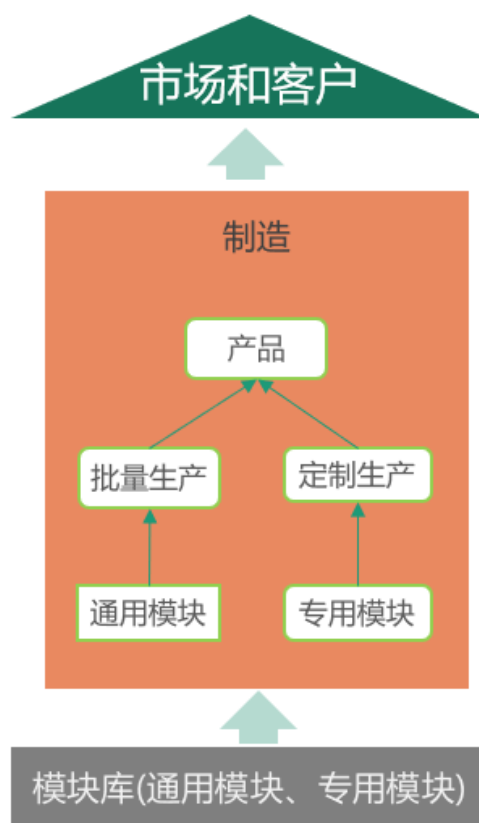 市场和客户
制造
产品
批量生产
定制生产
通用模块
专用模块
模块库(通用模块、专用模块)